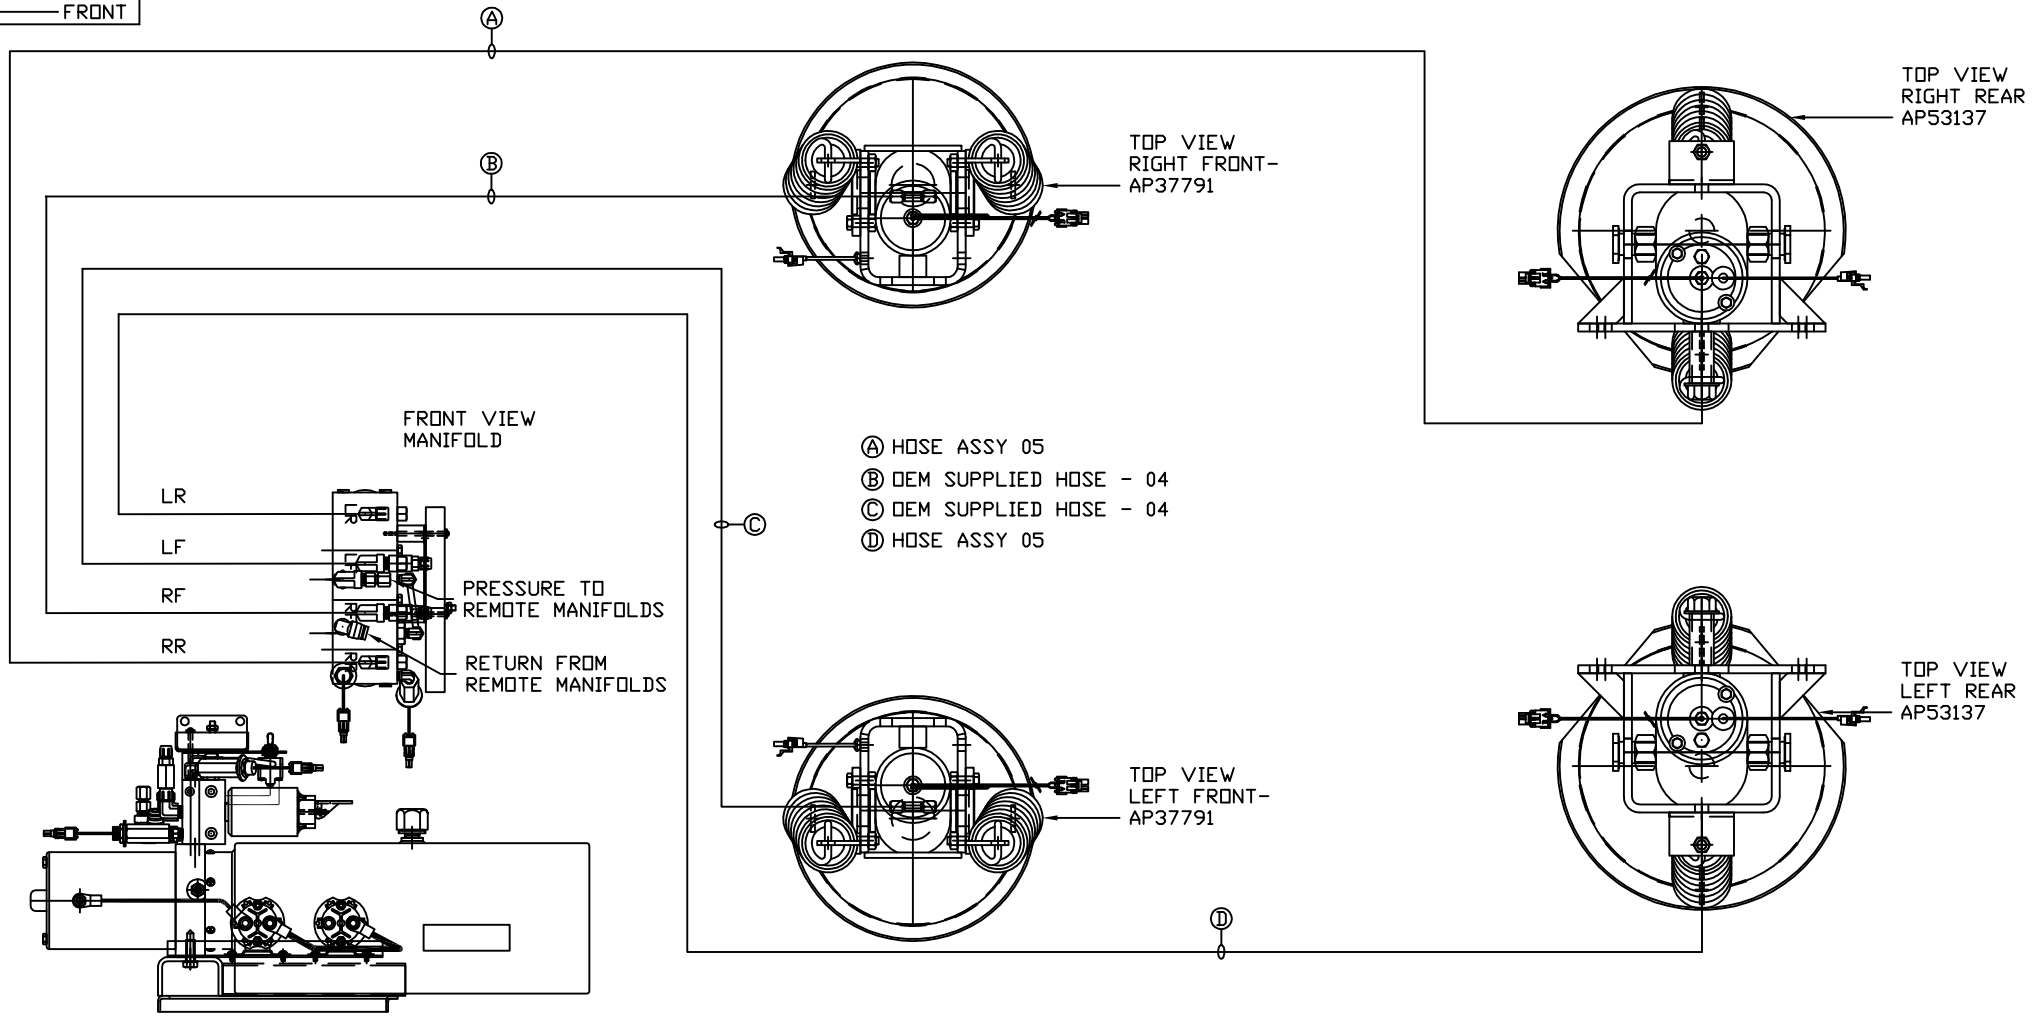 FRONT
A
TOP VIEW
RIGHT REAR
AP53137
TOP VIEW
RIGHT FRONT-
AP37791
B
FRONT VIEW
MANIFOLD
A HOSE ASSY 05
B OEM SUPPLIED HOSE - 04
C OEM SUPPLIED HOSE - 04
D HOSE ASSY 05
C
LR
LR
LF
RF
RR
PRESSURE TO
REMOTE MANIFOLDS
RETURN FROM
REMOTE MANIFOLDS
TOP VIEW
LEFT REAR
AP53137
TOP VIEW
LEFT FRONT-
AP37791
D